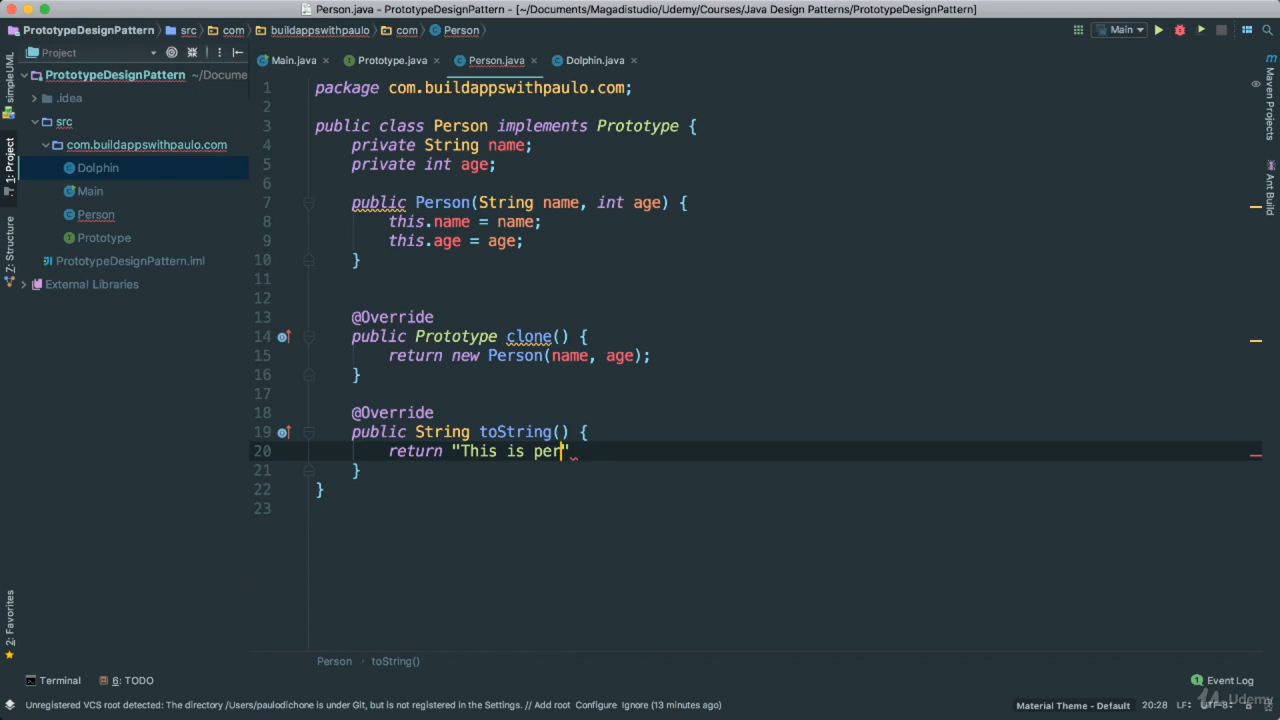 Person.java - PrototypeDesignPattern - [~/Documents/Magadistudio/Udemy/Courses/Java Design Patterns/PrototypeDesignPattern]
PrototypeDesignPattern src com buildappswithpaulo com Person Main
Project
Main.java Prototype.java Person.java Dolphin.java
PrototypeDesignPattern ~/Docume
.idea
src
com.buildappswithpaulo.com
Dolphin
Main
Person
Prototype
PrototypeDesignPattern.iml
External Libraries
simpleUML
1: Project
Z: Structure
2: Favorites
1 package com.buildappswithpaulo.com;
2
3 public class Person implements Prototype {
4 private String name;
5 private int age;
6
7 public Person(String name, int age) {
8 this.name = name;
9 this.age = age;
10 }
11
12
13 @Override
14 public Prototype clone() {
15 return new Person(name, age);
16 }
17
18 @Override
19 public String toString() {
20 return "This is per"
21 }
22 }
23
Maven Projects
Ant Build
Person toString()
Terminal 6: TODO 1 Event Log
Unregistered VCS root detected: The directory /Users/paulodichone is under Git, but is not registered in the Settings. // Add root Configure Ignore (13 minutes ago) Material Theme - Default 20:28 LF: UTF-8:
Udemy